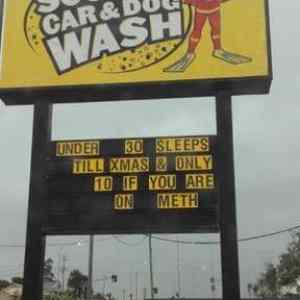 CAR & DOG
WASH
UNDER 30 SLEEPS
TILL XMAS & ONLY
10 IF YOU ARE
ON METH